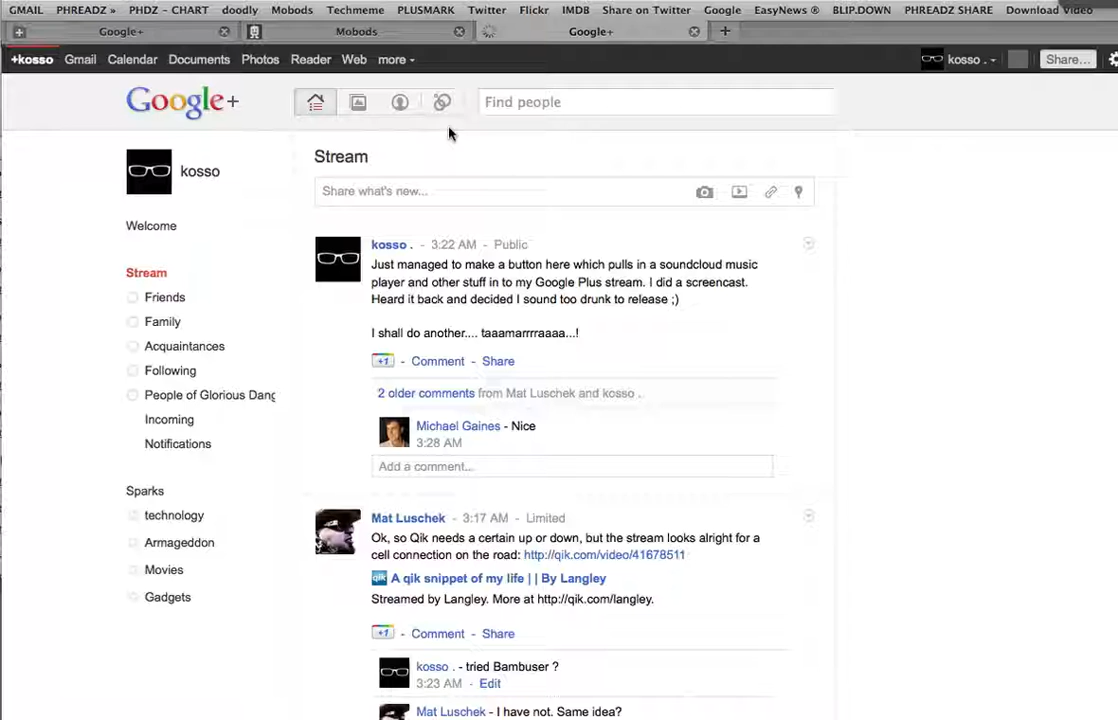 GMAIL PHREADZ » PHDZ - CHART doodly Mobods Techmeme PLUSMARK Twitter Flickr IMDB Share on Twitter Google EasyNews ® BLIP.DOWN PHREADZ SHARE Download Video
Google+ Mobods Google+
+kosso Gmail Calendar Documents Photos Reader Web more kosso . Share...
Google+ Find people
kosso
Stream
Share what's new...
Welcome
Stream
Friends
Family
Acquaintances
Following
People of Glorious Dang
Incoming
Notifications
Sparks
technology
Armageddon
Movies
Gadgets
kosso . - 3:22 AM - Public
Just managed to make a button here which pulls in a soundcloud music
player and other stuff in to my Google Plus stream. I did a screencast.
Heard it back and decided I sound too drunk to release ;)
I shall do another.... taaamarrrraaaa...!
+1 - Comment - Share
2 older comments from Mat Luschek and kosso .
Michael Gaines - Nice
3:28 AM
Add a comment...
Mat Luschek - 3:17 AM - Limited
Ok, so Qik needs a certain up or down, but the stream looks alright for a
cell connection on the road: http://qik.com/video/41678511
qik A qik snippet of my life | | By Langley
Streamed by Langley. More at http://qik.com/langley.
+1 - Comment - Share
kosso . - tried Bambuser ?
3:23 AM - Edit
Mat Luschek - I have not. Same idea?